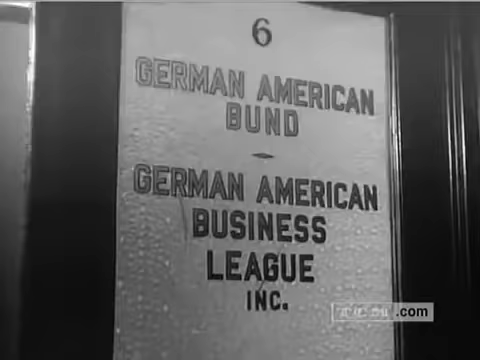 6
GERMAN AMERICAN
BUND
GERMAN AMERICAN
BUSINESS
LEAGUE
INC.
.com